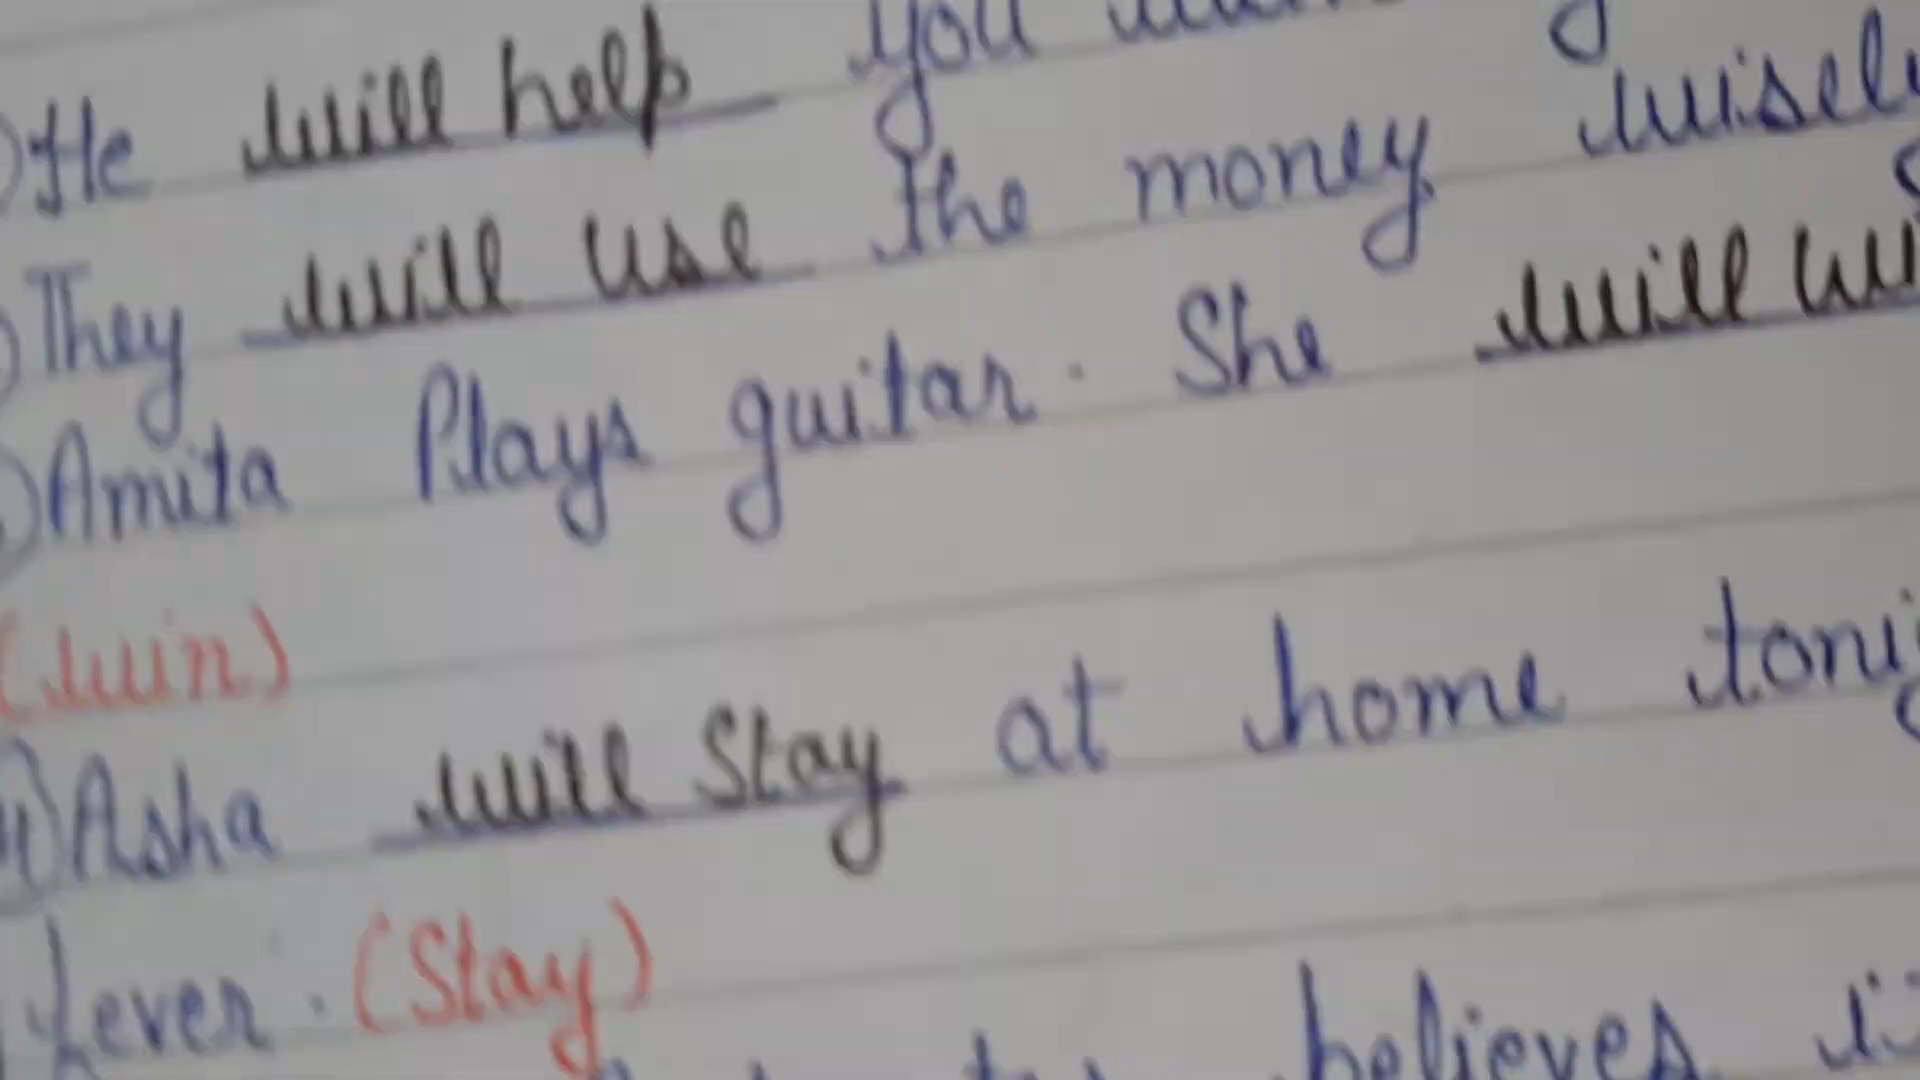 He will help you
They will use the money wisely
Amita Plays guitar. She will
(win)
Asha will Stay at home
fever. (Stay)
believes